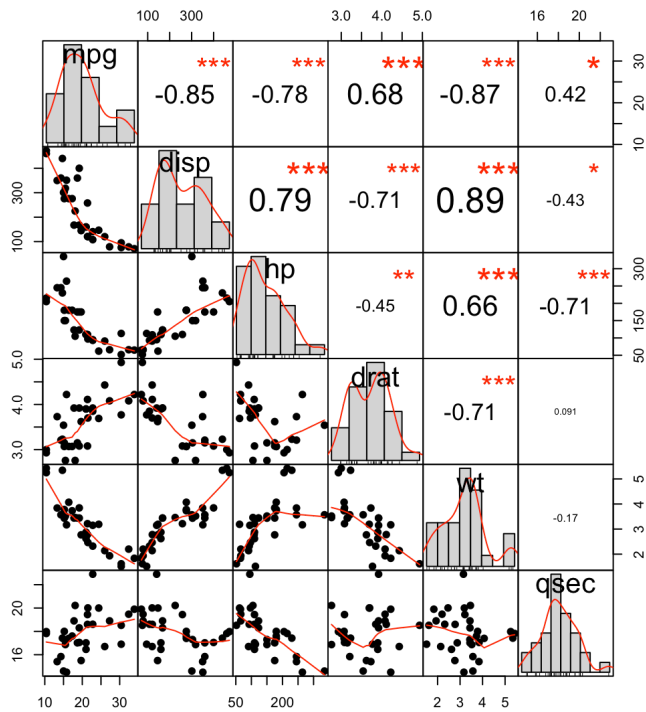 100 300 3.0 4.0 5.0 16 20
mpg *** *** *** *** *
-0.85 -0.78 0.68 -0.87 0.42
10 20 30
disp *** *** *** *
0.79 -0.71 0.89 -0.43
100 300
hp ** *** ***
-0.45 0.66 -0.71
50 150 300
drat ***
-0.71 0.091
3.0 4.0 5.0
wt
-0.17
2 3 4 5
qsec
16 20
10 20 30 50 200 2 3 4 5